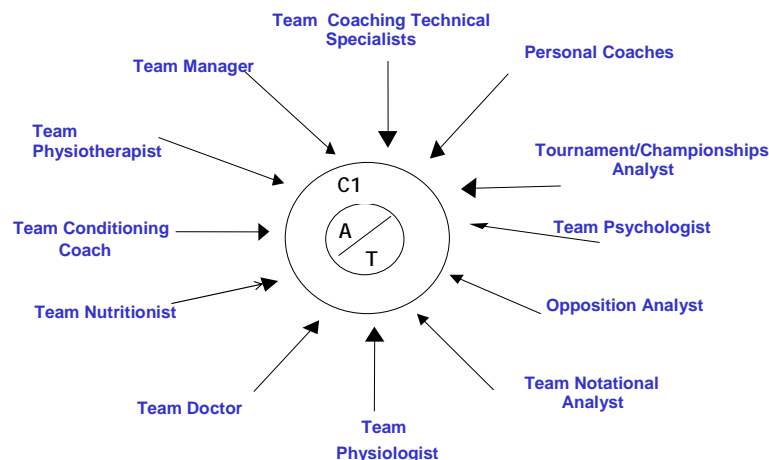 Team Coaching Technical
Specialists
Team Manager
Personal Coaches
Team
Physiotherapist
Tournament/Championships
Analyst
C1
A
T
Team Conditioning
Coach
Team Psychologist
Team Nutritionist
Opposition Analyst
Team Doctor
Team Notational
Analyst
Team
Physiologist